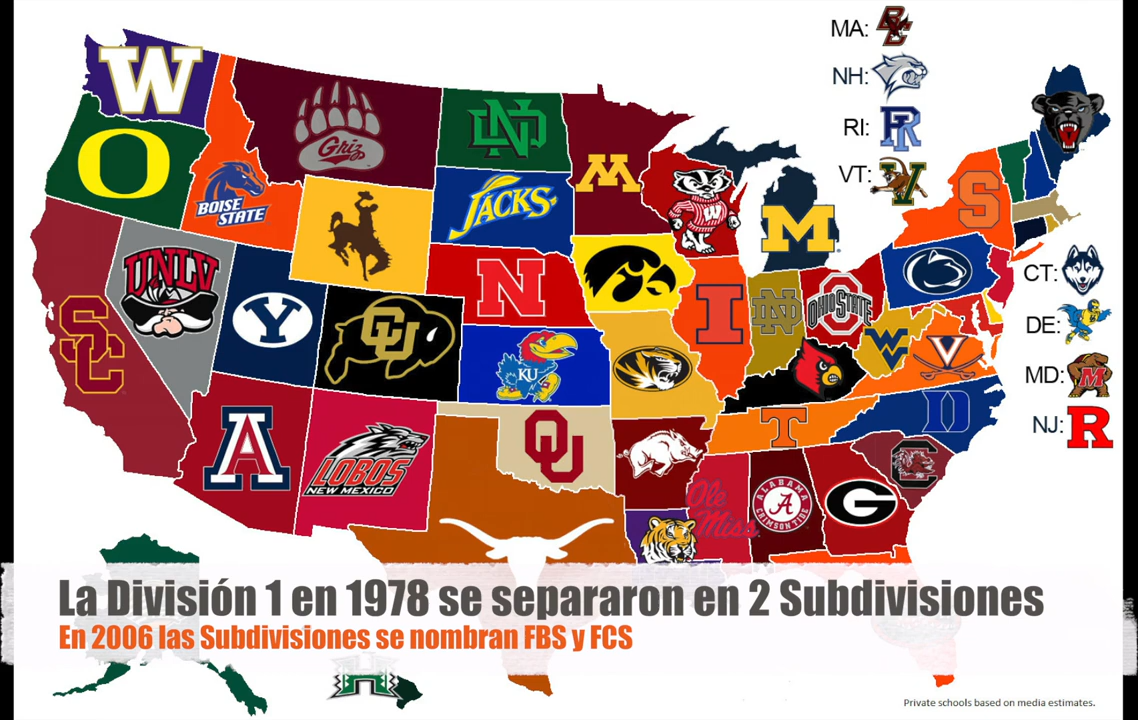 MA:
NH:
RI:
VT:
W
O
Griz
ND
M
S
BOISE
STATE
JACKS
W
M
UNLV
N
CT:
Y
CU
I
ND
OHIO STATE
DE:
SC
KU
WV
V
MD:
M
A
LOBOS
NEW MEXICO
OU
T
D
NJ: R
Ole
Miss
ALABAMA
A
CRIMSON TIDE
G
C
La División 1 en 1978 se separaron en 2 Subdivisiones
En 2006 las Subdivisiones se nombran FBS y FCS
H
Private schools based on media estimates.